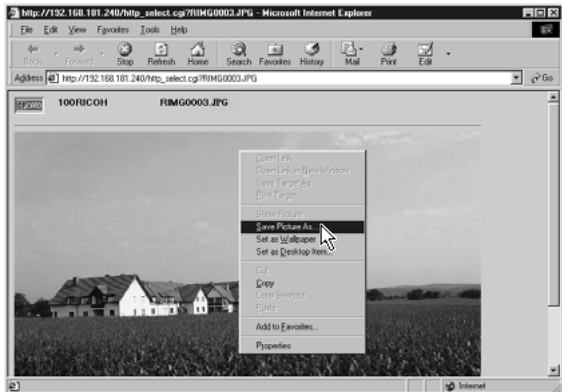 http://192.168.181.240/http_select.cgi?RIMG0003.JPG - Microsoft Internet Explorer
File Edit View Favorites Tools Help
Back Forward Stop Refresh Home Search Favorites History Mail Print Edit
Address http://192.168.181.240/http_select.cgi?RIMG0003.JPG Go
100RICOH RIMG0003.JPG
Open Link
Open Link in New Window
Save Target As...
Print Target
Show Picture
Save Picture As...
Set as Wallpaper
Set as Desktop Item...
Cut
Copy
Copy Shortcut
Paste
Add to Favorites...
Properties
Internet